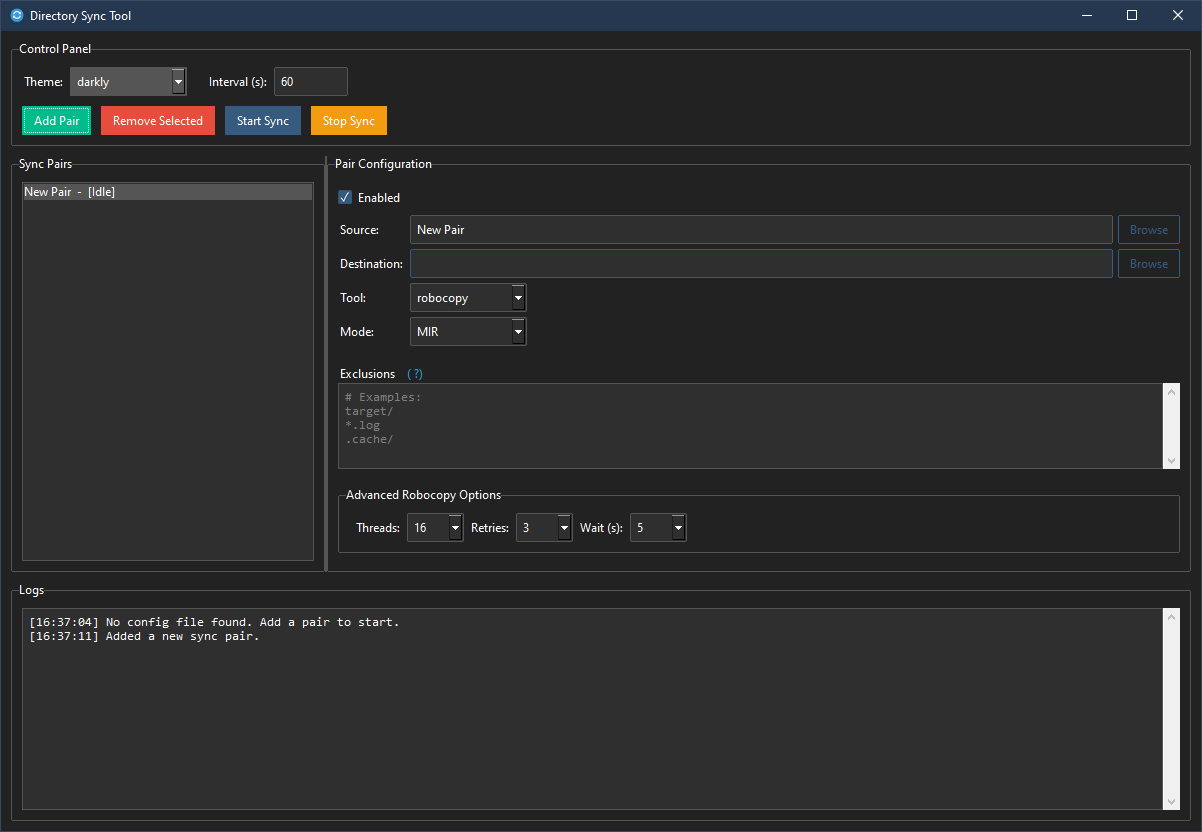 Directory Sync Tool
Control Panel
Theme: darkly Interval (s): 60
Add Pair Remove Selected Start Sync Stop Sync
Sync Pairs
New Pair - [Idle]
Pair Configuration
Enabled
Source: New Pair Browse
Destination: Browse
Tool: robocopy
Mode: MIR
Exclusions (?)
# Examples:
target/
*.log
.cache/
Advanced Robocopy Options
Threads: 16 Retries: 3 Wait (s): 5
Logs
[16:37:04] No config file found. Add a pair to start.
[16:37:11] Added a new sync pair.